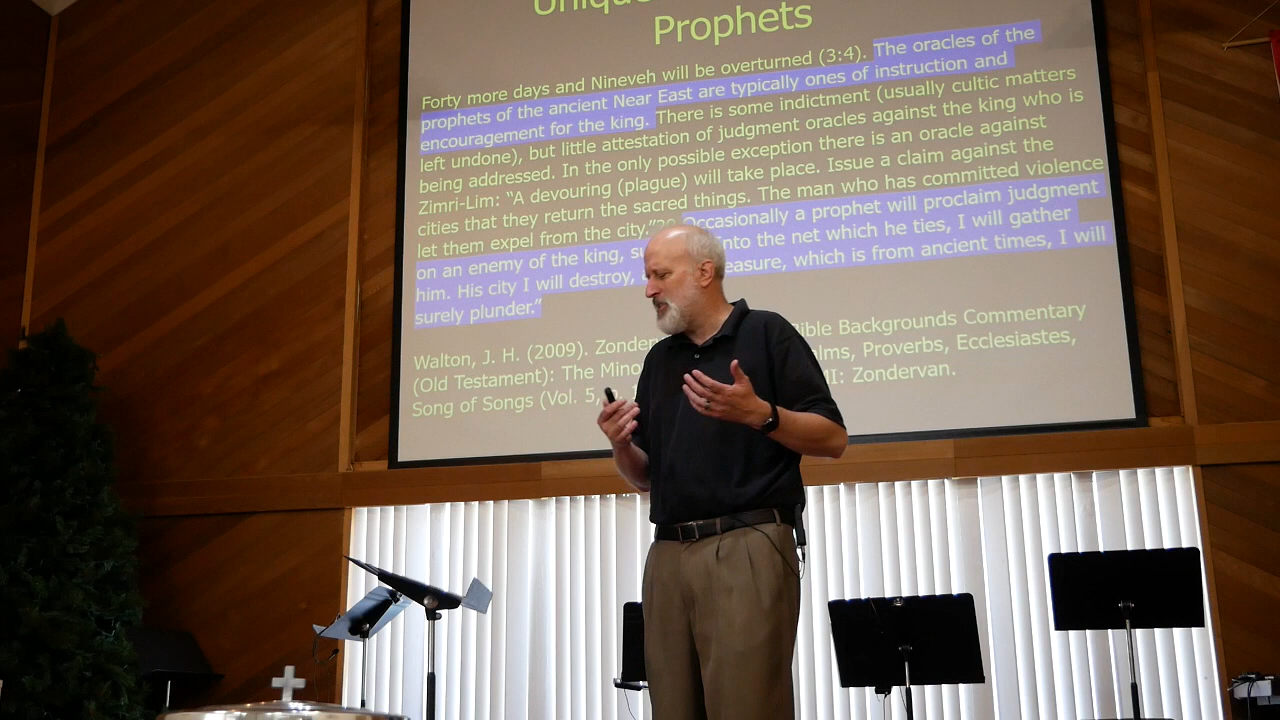 Unique
Prophets
Forty more days and Nineveh will be overturned (3:4). The oracles of the
prophets of the ancient Near East are typically ones of instruction and
encouragement for the king. There is some indictment (usually cultic matters
left undone), but little attestation of judgment oracles against the king who is
being addressed. In the only possible exception there is an oracle against
Zimri-Lim: “A devouring (plague) will take place. Issue a claim against the
cities that they return the sacred things. The man who has committed violence
let them expel from the city.” Occasionally a prophet will proclaim judgment
on an enemy of the king, into the net which he ties, I will gather
him. His city I will destroy, which is from ancient times, I will
surely plunder.”
Walton, J. H. (2009). Backgrounds Commentary
(Old Testament): The Proverbs, Ecclesiastes,
Song of Songs (Vol. 5, MI: Zondervan.